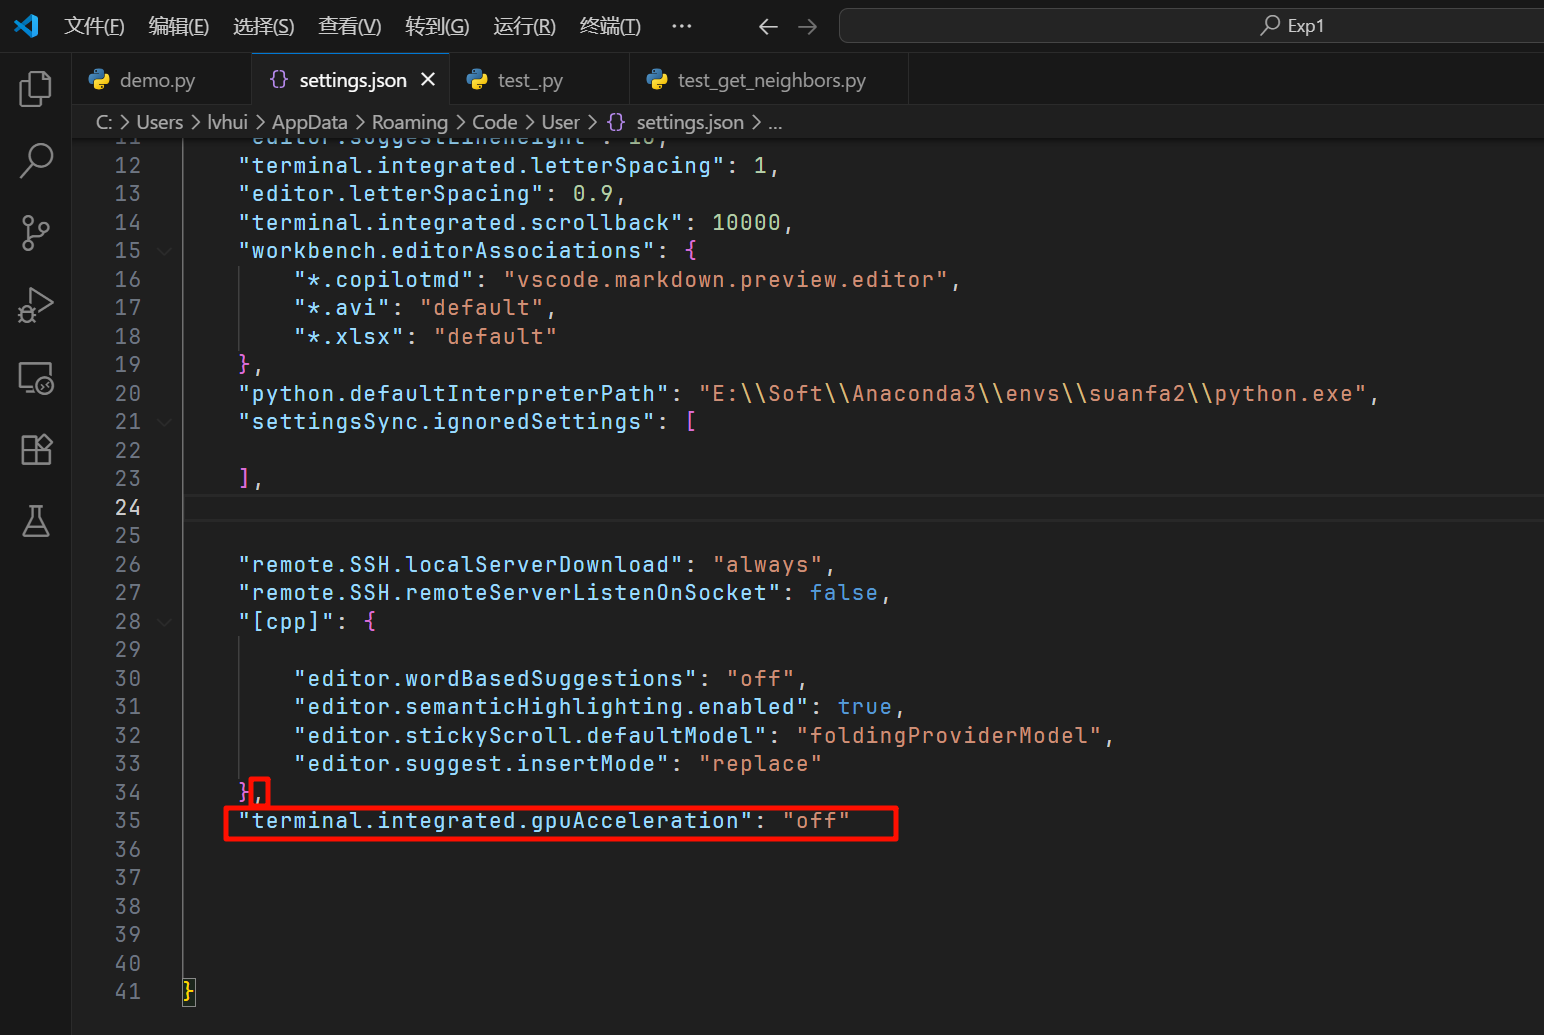 文件(F) 编辑(E) 选择(S) 查看(V) 转到(G) 运行(R) 终端(T) ··· Exp1
demo.py settings.json test_.py test_get_neighbors.py
C: > Users > lvhui > AppData > Roaming > Code > User > {} settings.json > ...
11 "editor.suggestLineHeight": 18,
12 "terminal.integrated.letterSpacing": 1,
13 "editor.letterSpacing": 0.9,
14 "terminal.integrated.scrollback": 10000,
15 "workbench.editorAssociations": {
16 "*.copilotmd": "vscode.markdown.preview.editor",
17 "*.avi": "default",
18 "*.xlsx": "default"
19 },
20 "python.defaultInterpreterPath": "E:\\Soft\\Anaconda3\\envs\\suanfa2\\python.exe",
21 "settingsSync.ignoredSettings": [
22
23 ],
24
25
26 "remote.SSH.localServerDownload": "always",
27 "remote.SSH.remoteServerListenOnSocket": false,
28 "[cpp]": {
29
30 "editor.wordBasedSuggestions": "off",
31 "editor.semanticHighlighting.enabled": true,
32 "editor.stickyScroll.defaultModel": "foldingProviderModel",
33 "editor.suggest.insertMode": "replace"
34 },
35 "terminal.integrated.gpuAcceleration": "off"
36
37
38
39
40
41 }